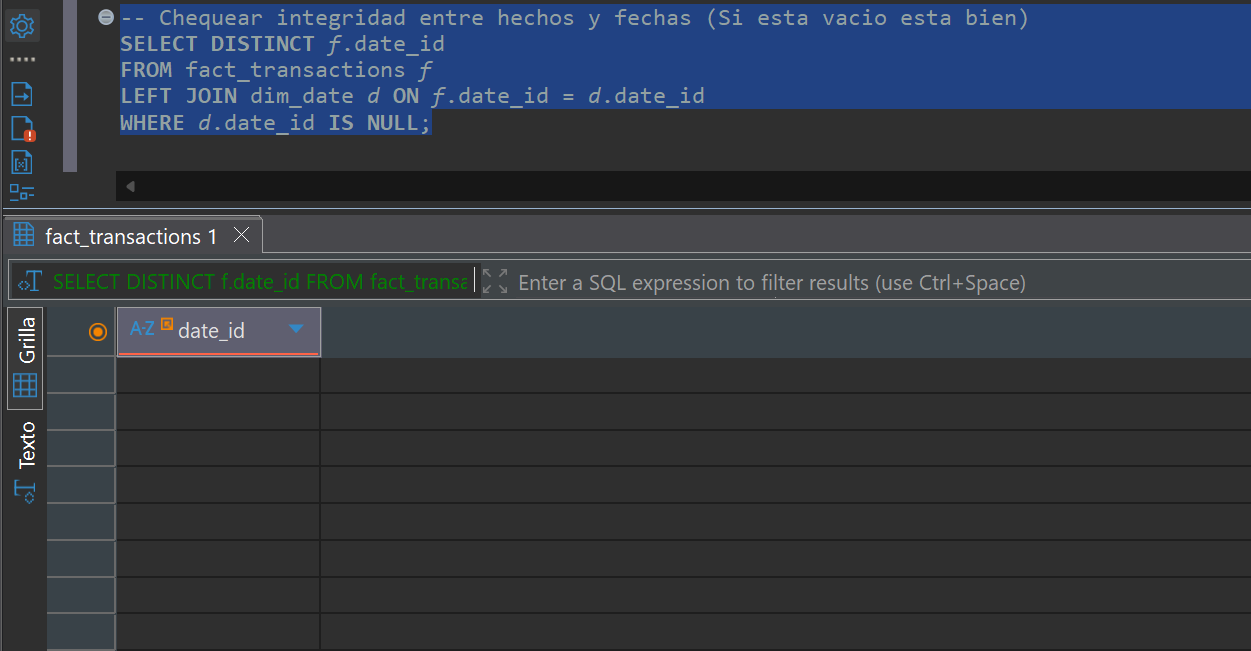 -- Chequear integridad entre hechos y fechas (Si esta vacio esta bien)
SELECT DISTINCT f.date_id
FROM fact_transactions f
LEFT JOIN dim_date d ON f.date_id = d.date_id
WHERE d.date_id IS NULL;
fact_transactions 1
SELECT DISTINCT f.date_id FROM fact_transa
Enter a SQL expression to filter results (use Ctrl+Space)
Grilla
A-Z date_id
Texto